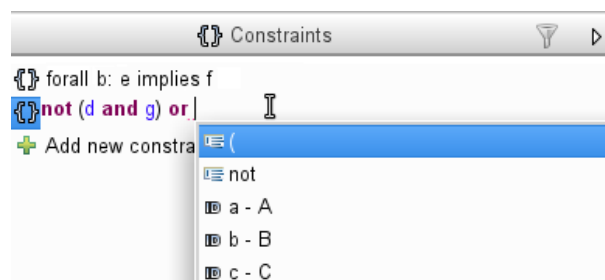 Constraints
forall b: e implies f
not (d and g) or
Add new constra
(
not
a - A
b - B
c - C